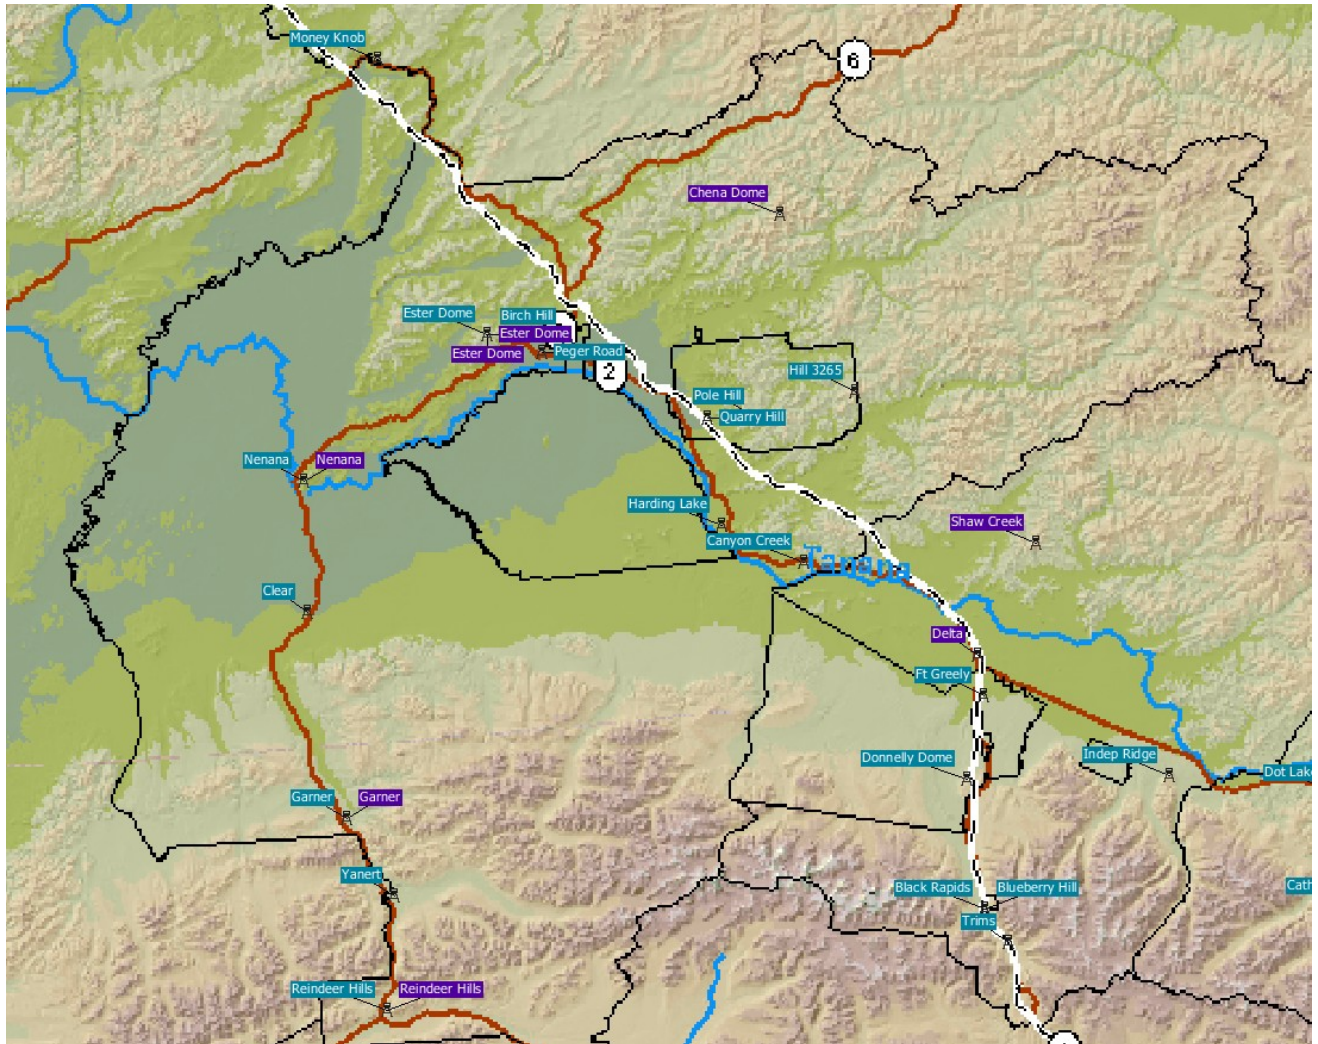 Money Knob
6
Chena Dome
Ester Dome
Birch Hill
Ester Dome
Ester Dome
Peger Road
2
Hill 3265
Pole Hill
Quarry Hill
Nenana
Nenana
Harding Lake
Shaw Creek
Canyon Creek
Tanana
Clear
Delta
Ft Greely
Donnelly Dome
Indep Ridge
Dot Lak
Garner
Garner
Yanert
Black Rapids
Blueberry Hill
Cath
Trims
Reindeer Hills
Reindeer Hills